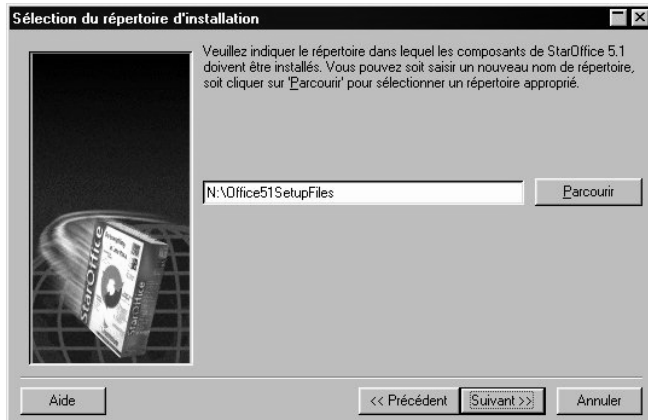 Sélection du répertoire d'installation
Veuillez indiquer le répertoire dans lequel les composants de StarOffice 5.1
doivent être installés. Vous pouvez soit saisir un nouveau nom de répertoire,
soit cliquer sur 'Parcourir' pour sélectionner un répertoire approprié.
N:\Office51SetupFiles
Parcourir
StarOffice
StarOffice
Aide
<< Précédent
Suivant >>
Annuler